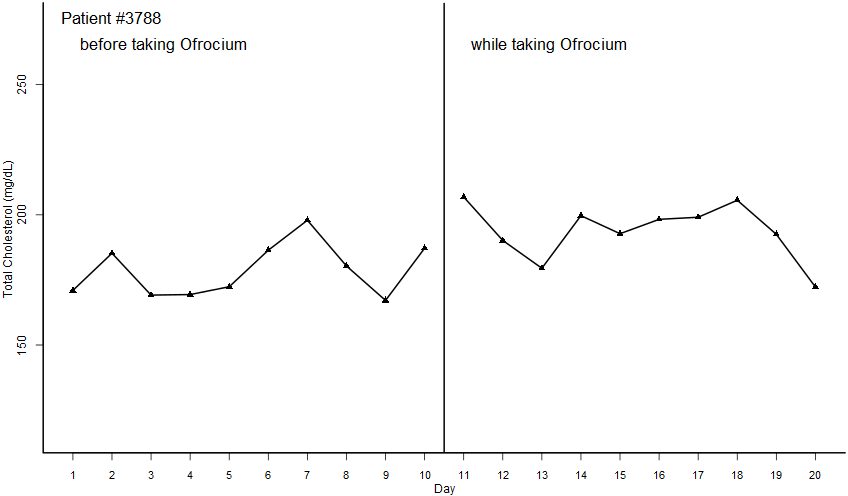 Patient #3788
before taking Ofrocium
while taking Ofrocium
Total Cholesterol (mg/dL)
250
200
150
1 2 3 4 5 6 7 8 9 10 11 12 13 14 15 16 17 18 19 20
Day